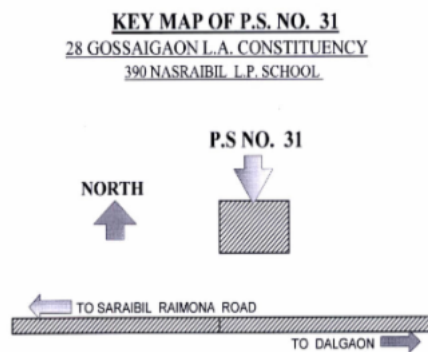 KEY MAP OF P.S. NO. 31
28 GOSSAIGAON L.A. CONSTITUENCY
390 NASRAIBIL L.P. SCHOOL
P.S NO. 31
NORTH
TO SARAIBIL RAIMONA ROAD
TO DALGAON